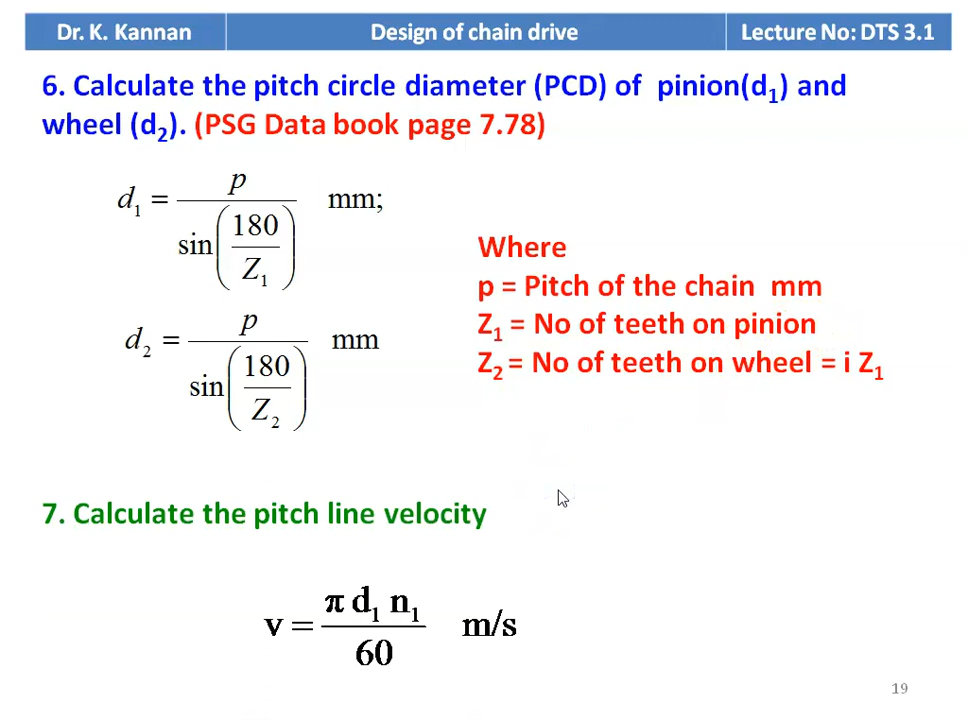 Dr. K. Kannan Design of chain drive Lecture No: DTS 3.1
6. Calculate the pitch circle diameter (PCD) of pinion(d₁) and
wheel (d₂). (PSG Data book page 7.78)
d₁ = p / sin(180/Z₁) mm;
Where
p = Pitch of the chain mm
Z₁ = No of teeth on pinion
d₂ = p / sin(180/Z₂) mm
Z₂ = No of teeth on wheel = i Z₁
7. Calculate the pitch line velocity
v = π d₁ n₁ / 60 m/s
19